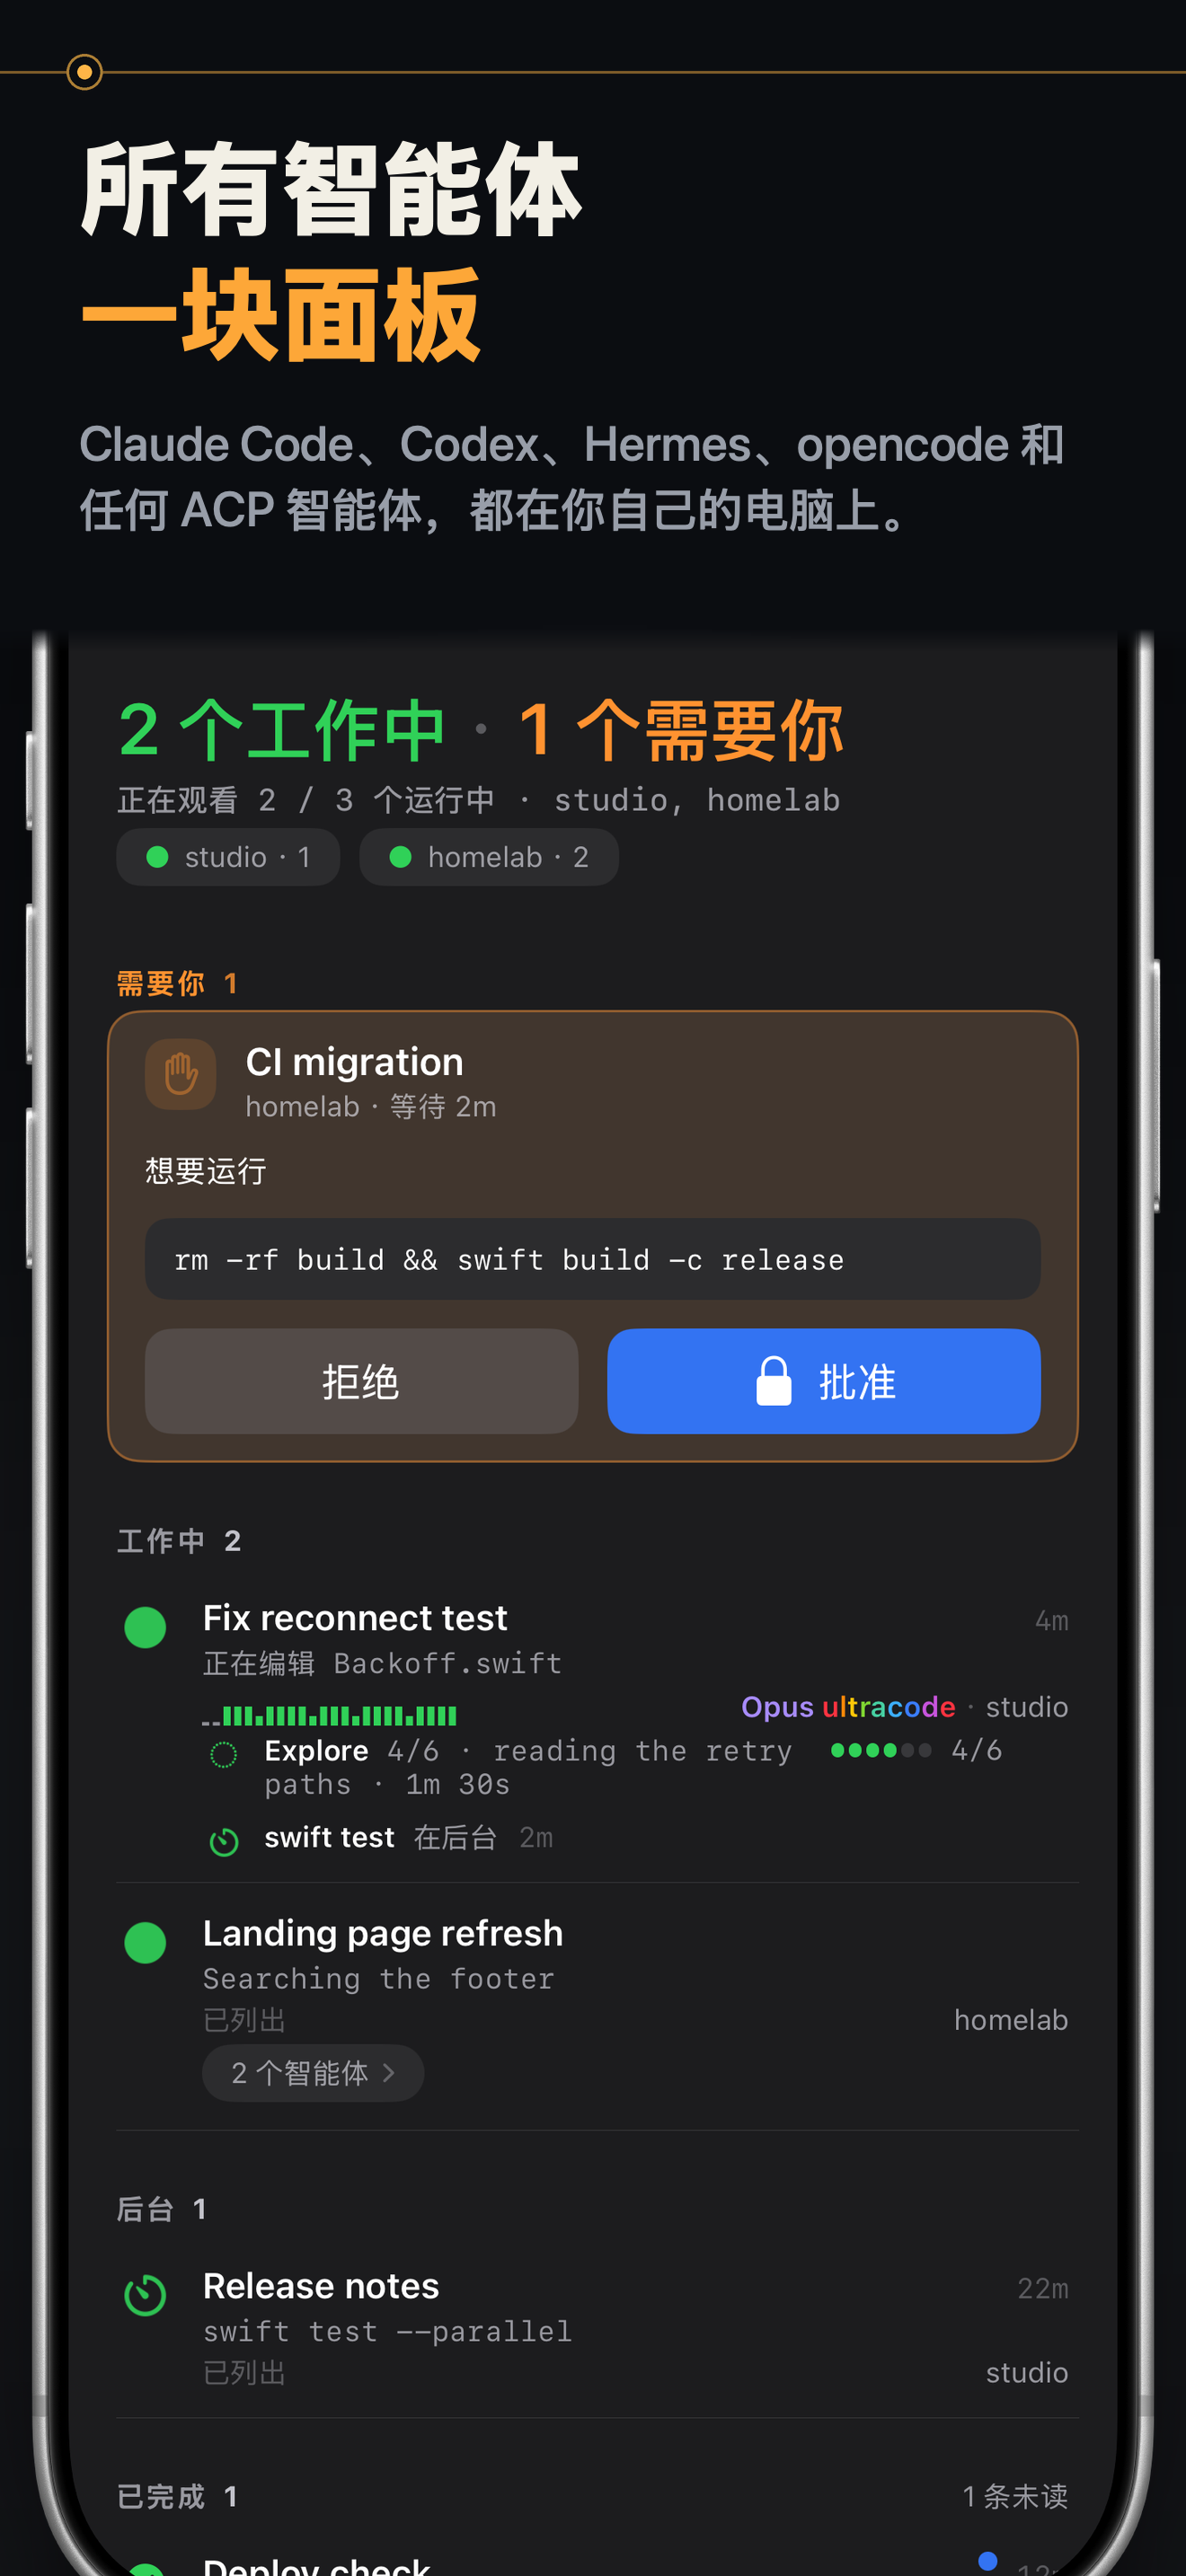 所有智能体
一块面板
Claude Code、Codex、Hermes、opencode 和
任何 ACP 智能体，都在你自己的电脑上。
2 个工作中 · 1 个需要你
正在观看 2 / 3 个运行中 · studio, homelab
studio · 1 homelab · 2
需要你 1
CI migration
homelab · 等待 2m
想要运行
rm -rf build && swift build -c release
拒绝 批准
工作中 2
Fix reconnect test 4m
正在编辑 Backoff.swift
Opus ultracode · studio
Explore 4/6 · reading the retry 4/6
paths · 1m 30s
swift test 在后台 2m
Landing page refresh
Searching the footer
已列出 homelab
2 个智能体 >
后台 1
Release notes 22m
swift test --parallel
已列出 studio
已完成 1 1 条未读
Deploy check